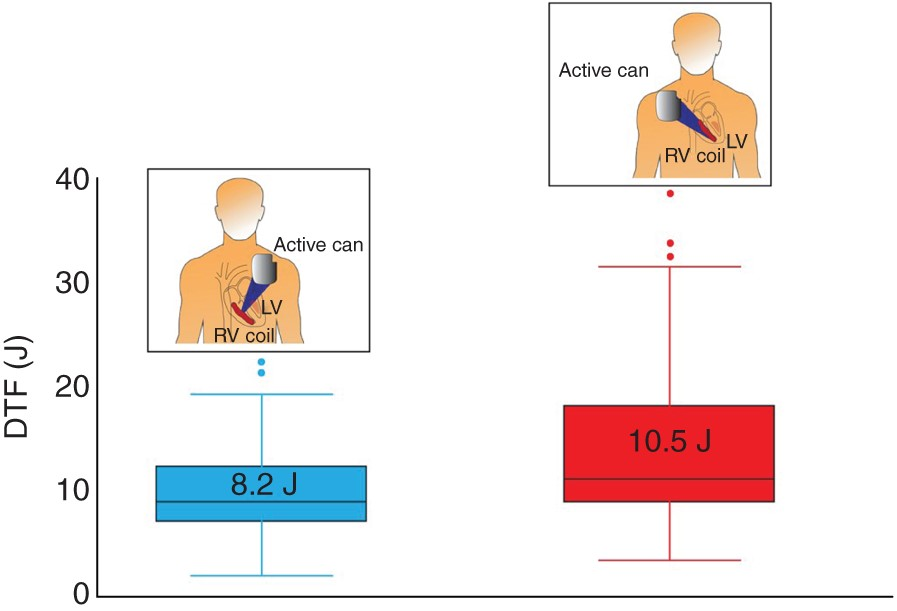 Active can
LV
RV coil
40
Active can
LV
RV coil
30
20
10
0
DTF (J)
8.2 J
10.5 J